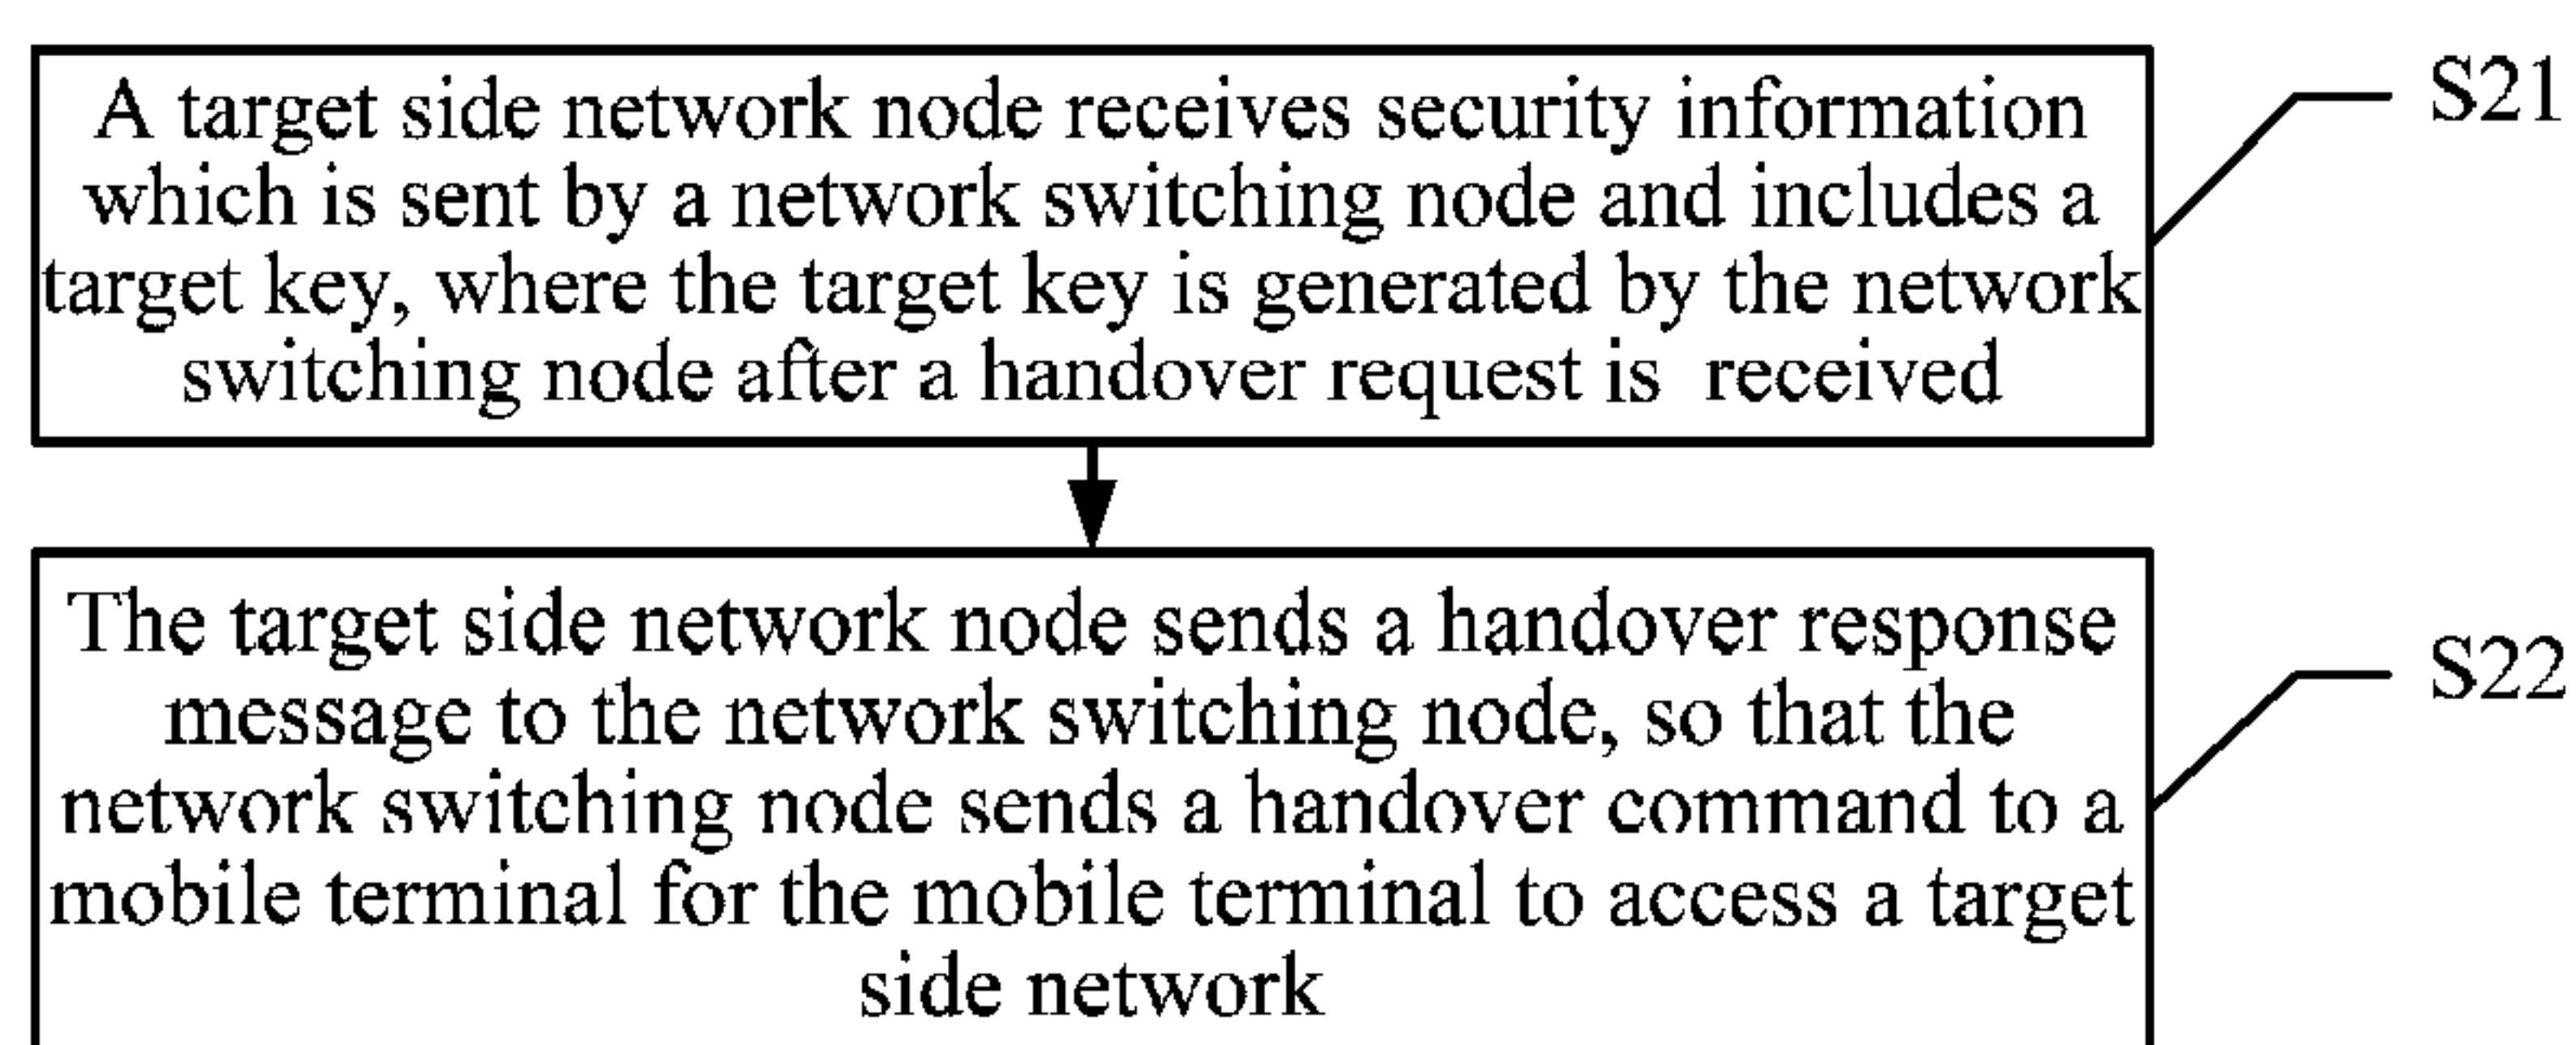 A target side network node receives security information
which is sent by a network switching node and includes a
target key, where the target key is generated by the network
switching node after a handover request is received
S21
The target side network node sends a handover response
message to the network switching node, so that the
network switching node sends a handover command to a
mobile terminal for the mobile terminal to access a target
side network
S22